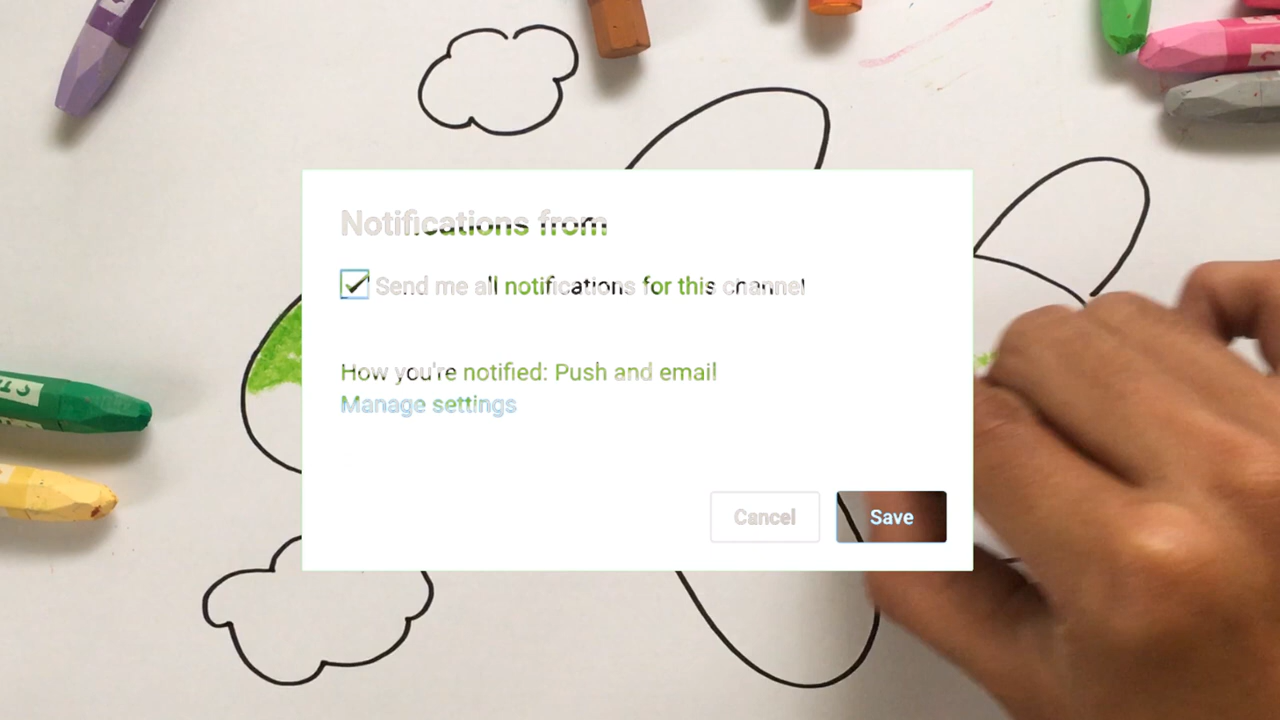 Notifications from
Send me all notifications for this channel
How you're notified: Push and email
Manage settings
Cancel
Save